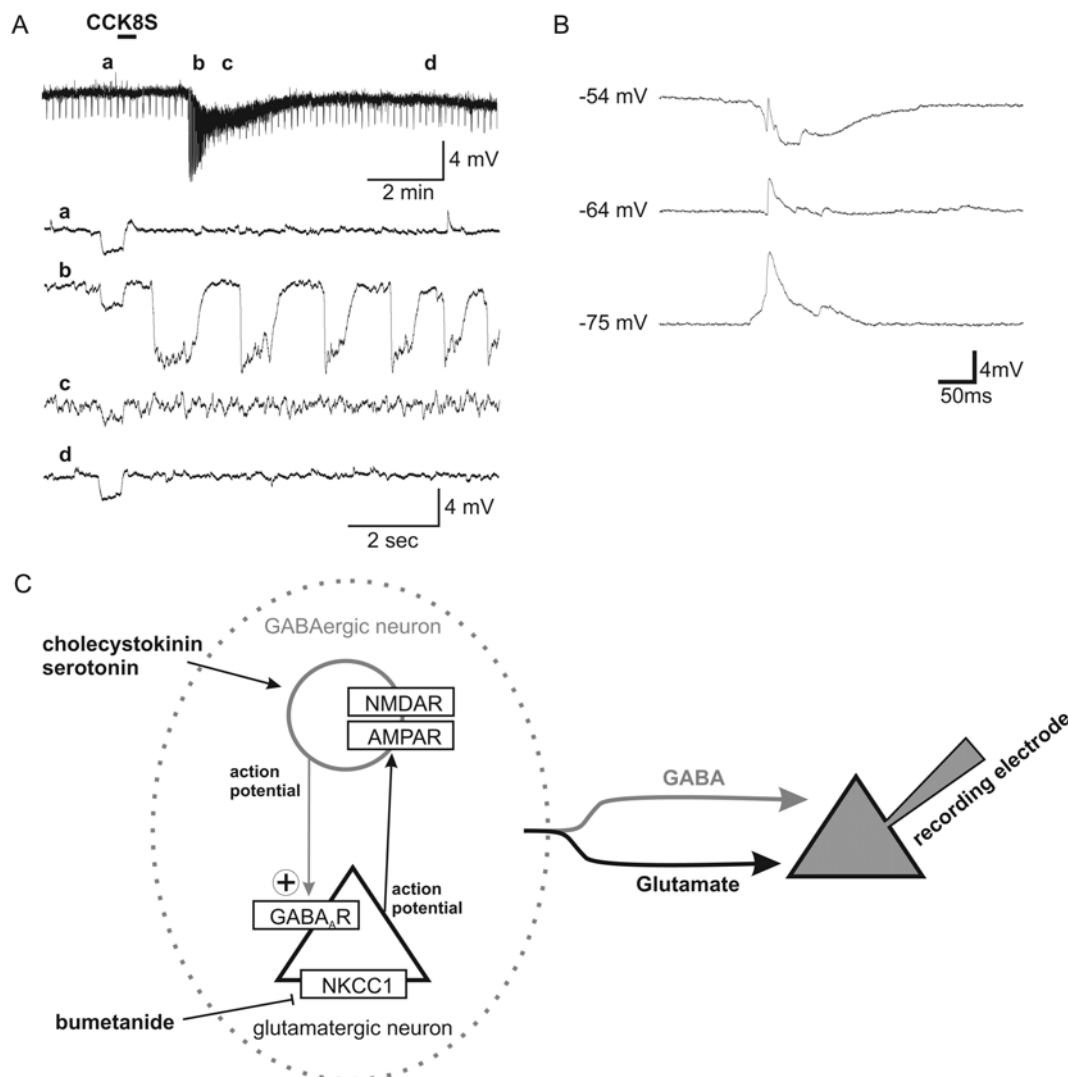 A
CCK8S
a b c d
4 mV
2 min
a
b
c
d
4 mV
2 sec
B
-54 mV
-64 mV
-75 mV
4mV
50ms
C
GABAergic neuron
cholecystokinin
serotonin
NMDAR
AMPAR
action
potential
action
potential
GABAAR
NKCC1
bumetanide
glutamatergic neuron
GABA
Glutamate
recording electrode
+